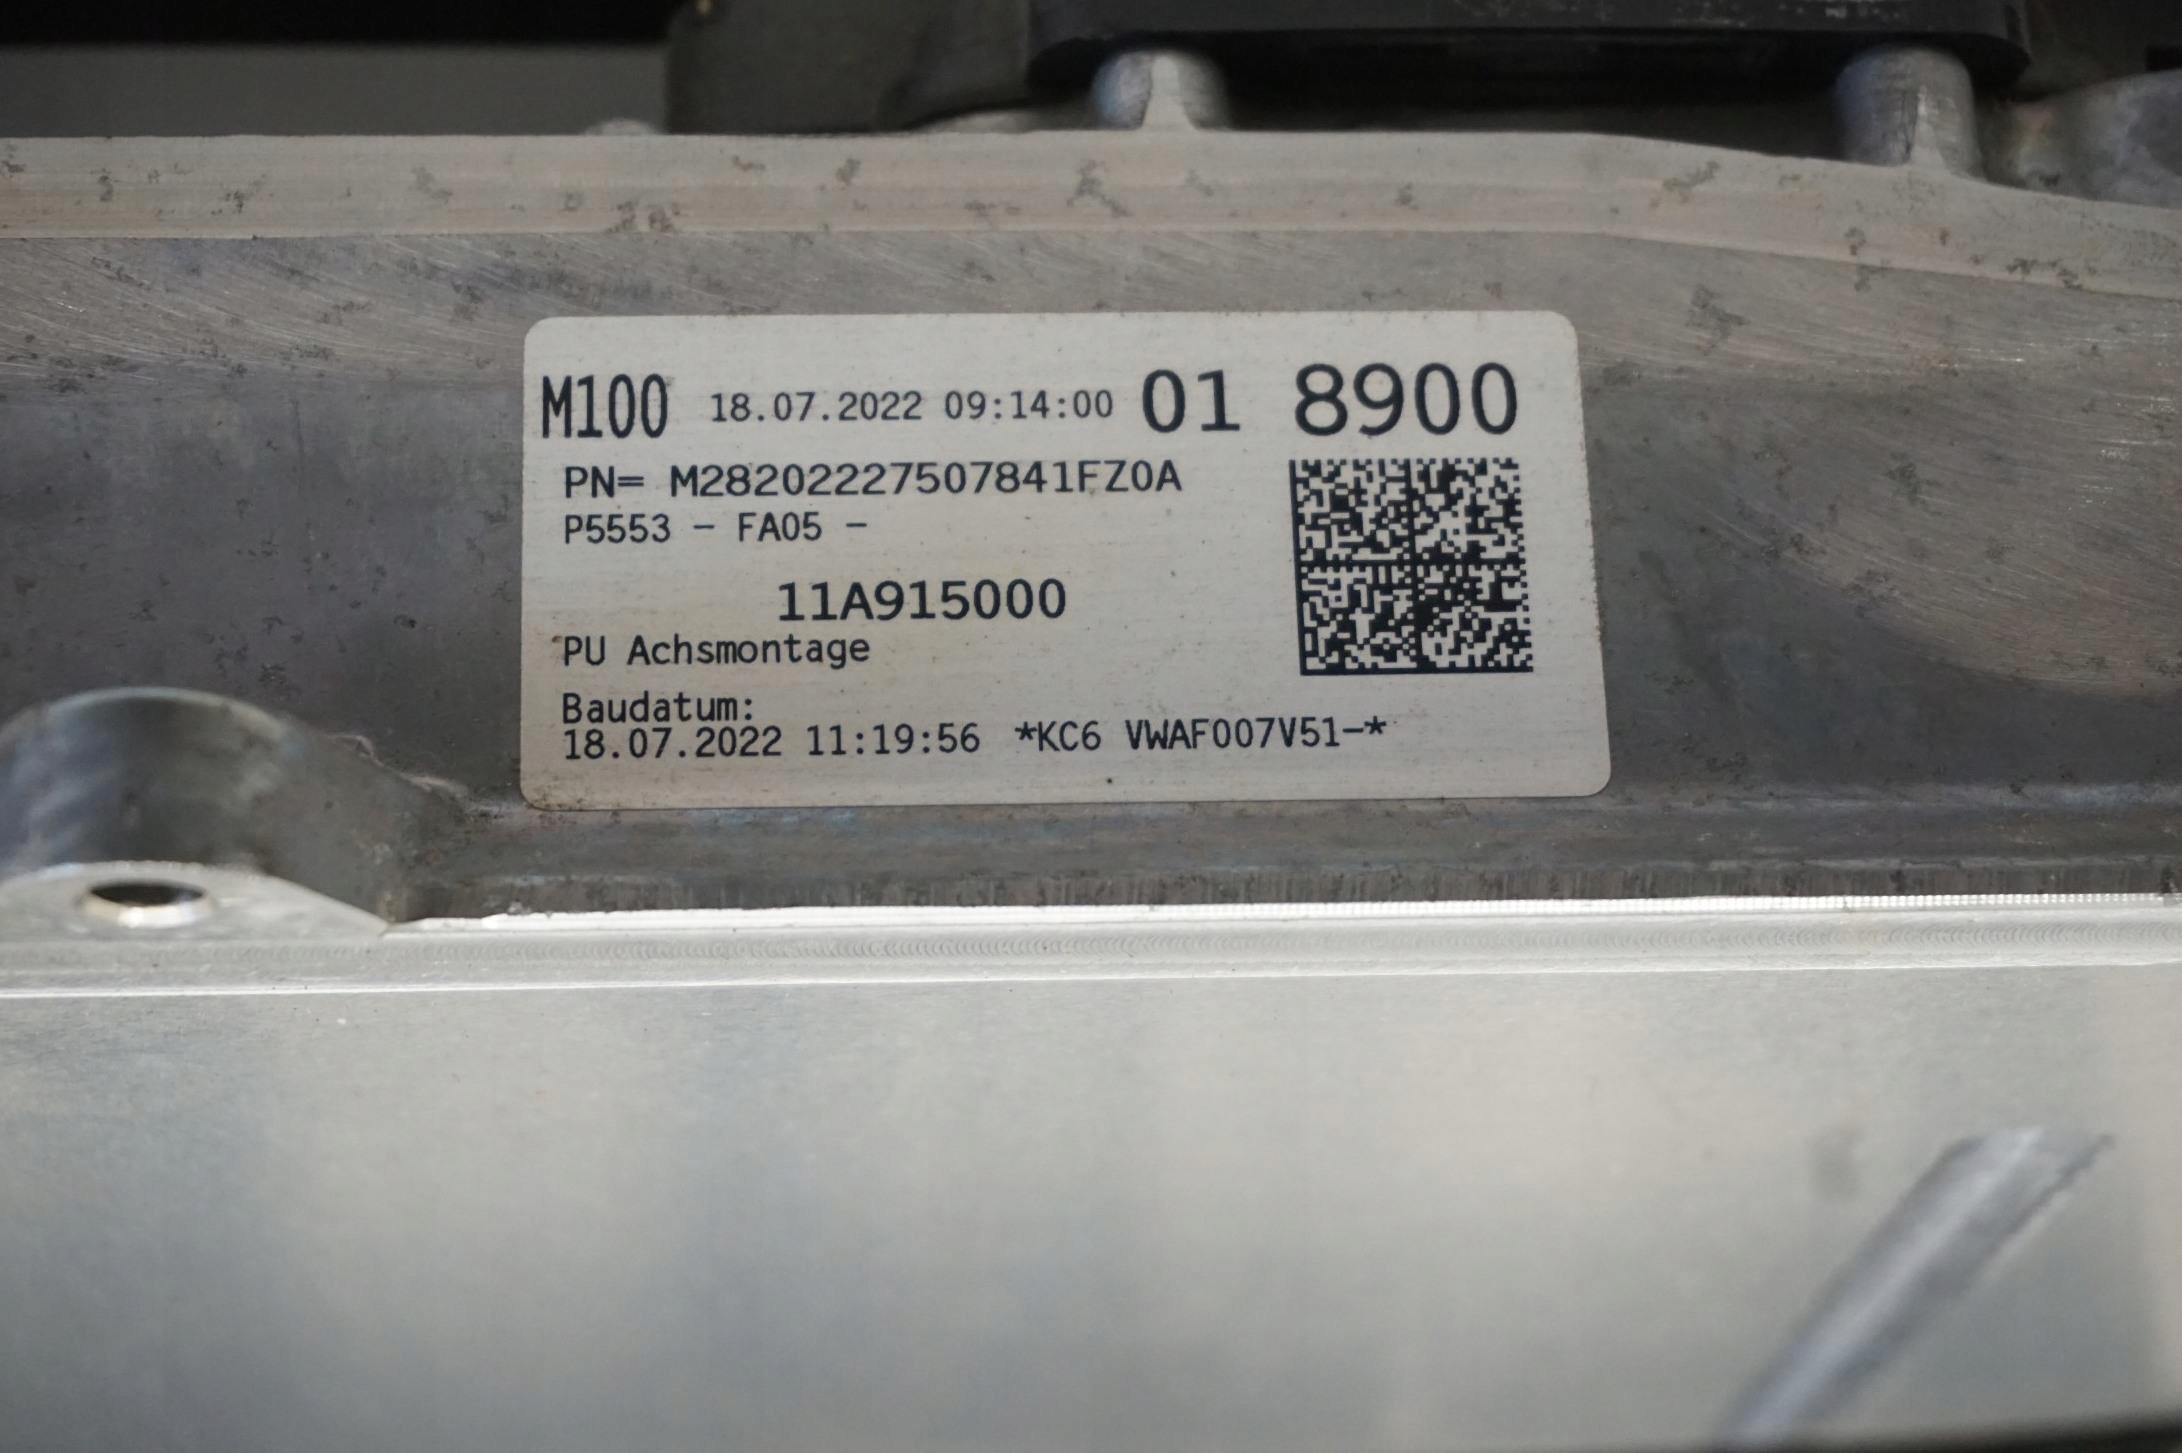 M100 18.07.2022 09:14:00 01 8900
PN= M28202227507841FZ0A
P5553 - FA05 -
11A915000
PU Achsmontage
Baudatum:
18.07.2022 11:19:56 *KC6 VWAF007V51-*